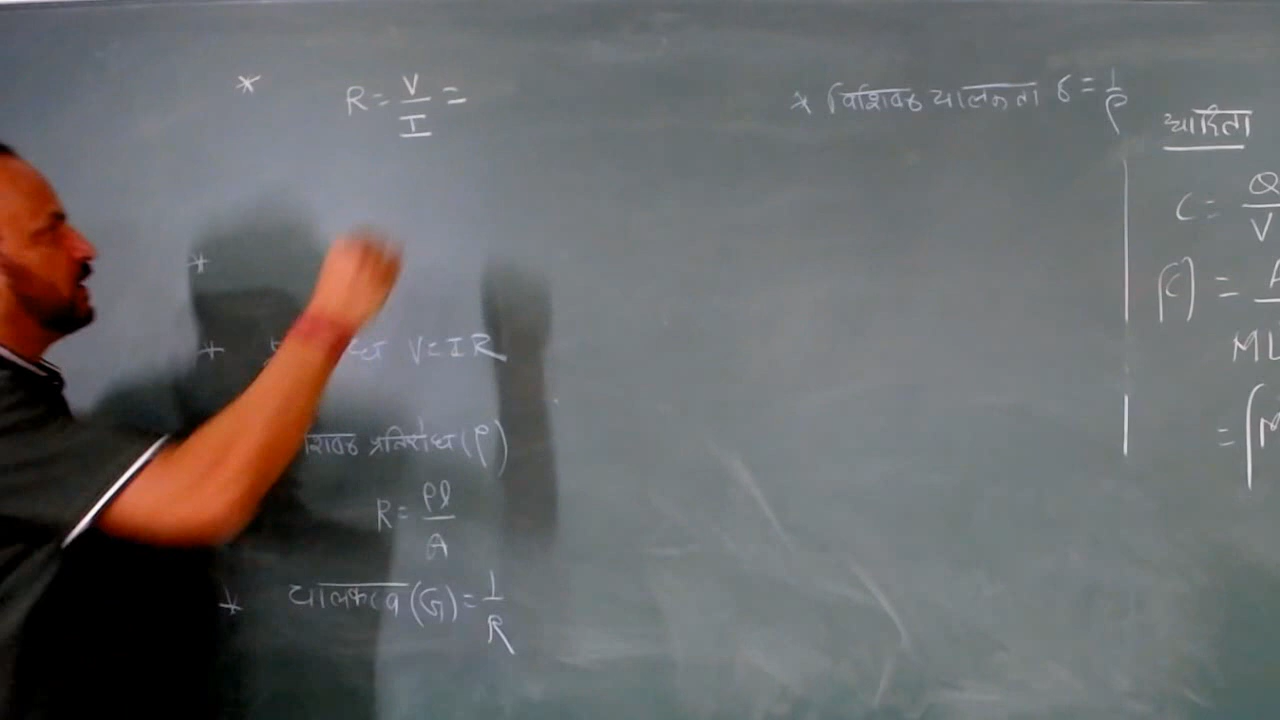 * R = V/I =
*
* V = IR
प्रतिरोध (ρ)
R = ρl/A
* चालकत्व (G) = 1/R
* विशिष्ट चालकता σ = 1/ρ
धारिता
C = Q/V
[C] =